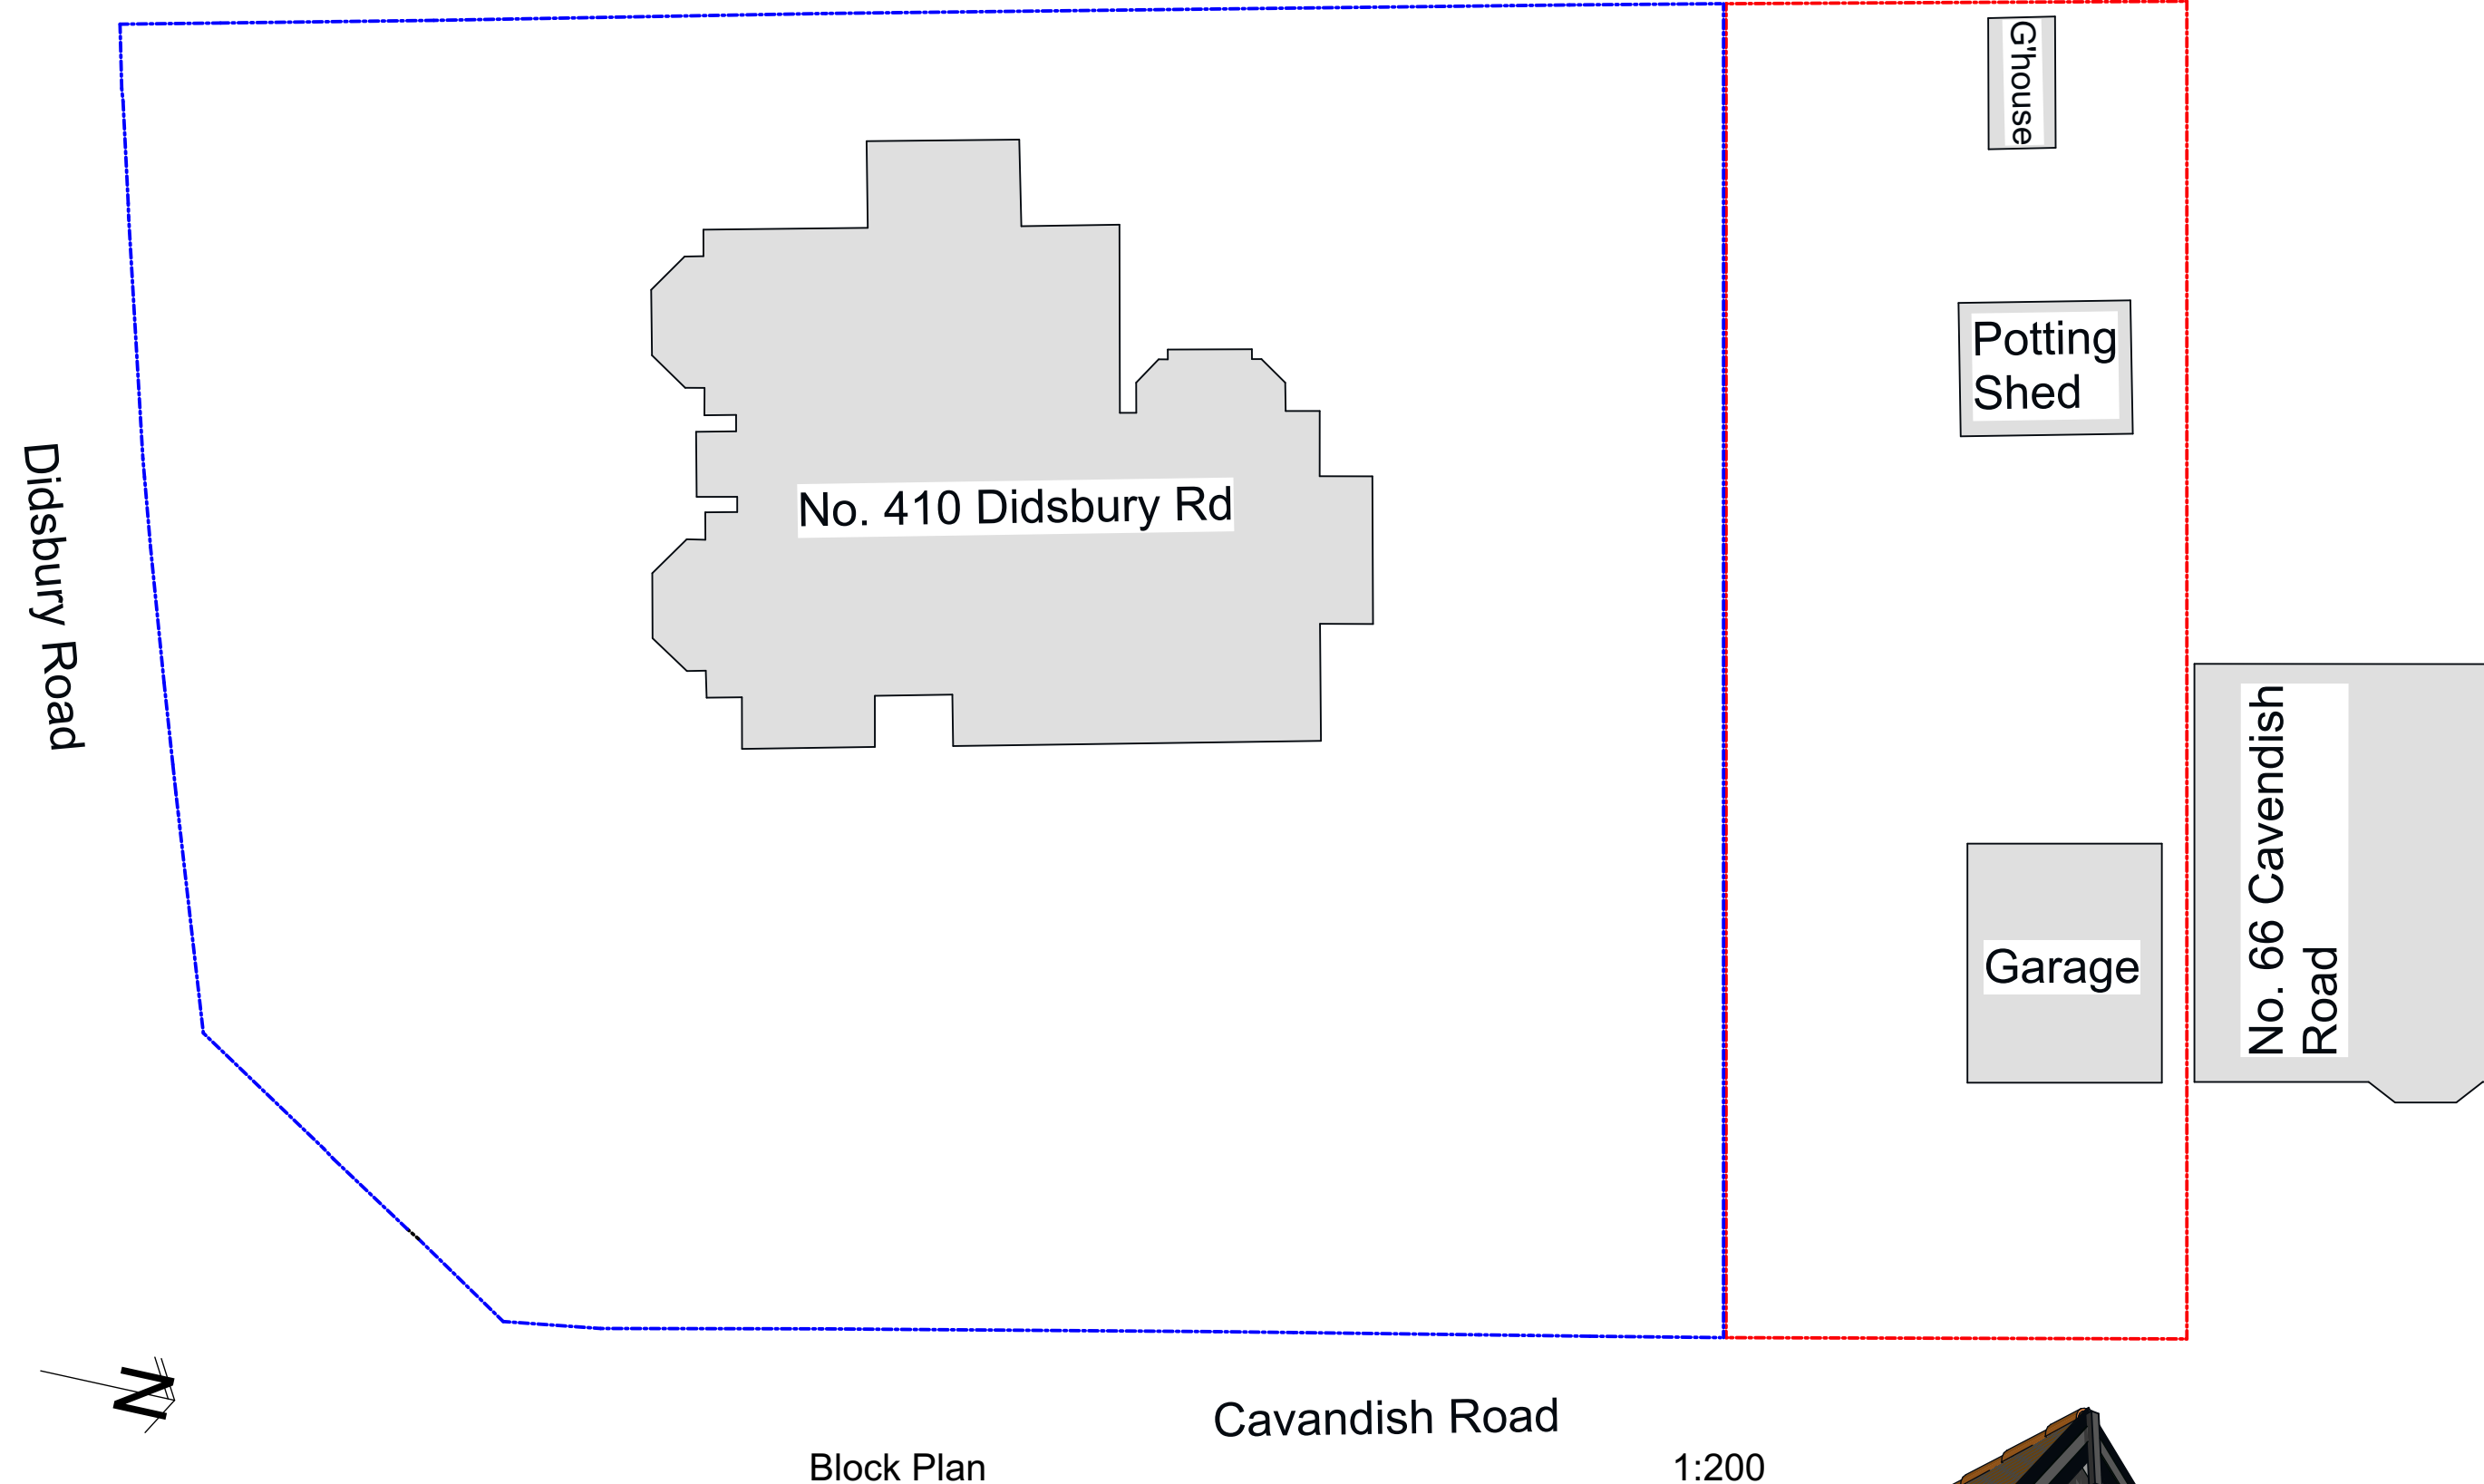 G'house
Potting
Shed
No. 410 Didsbury Rd
Didsbury Road
No. 66 Cavendish
Road
Garage
N
Cavandish Road
Block Plan
1:200